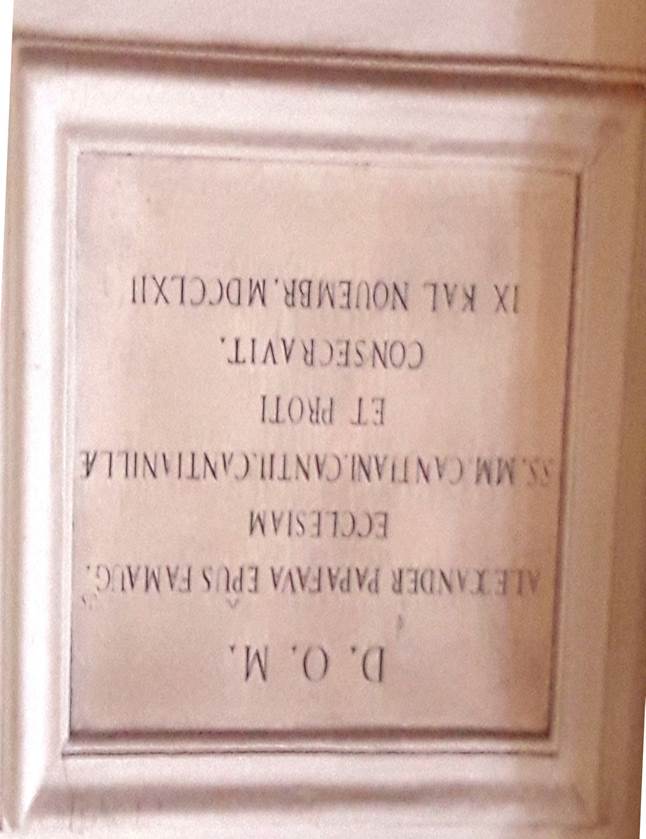 D. O. M.
ALEXANDER PAPAFAVA EPUS FAMAUG.
ECCLESIAM
SS. MM. CANTIANI. CANTII. CANTIANILLÆ
ET PROTI
CONSECRAVIT.
IX KAL NOUEMBR. MDCCLXII